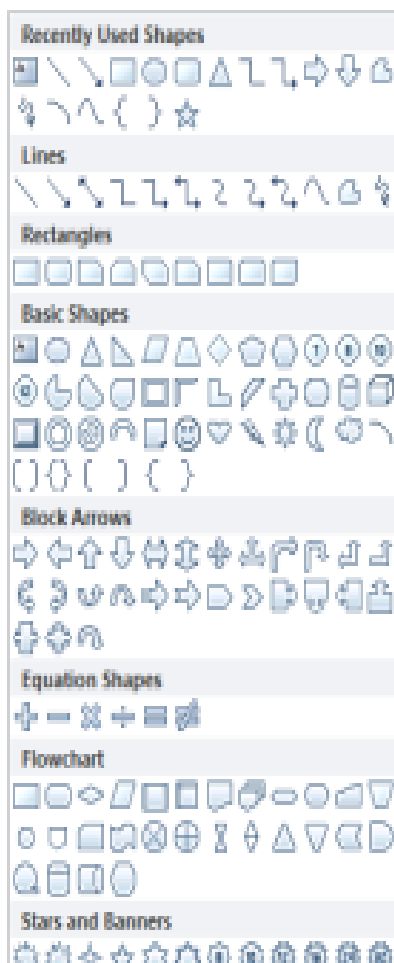 Recently Used Shapes
Lines
Rectangles
Basic Shapes
Block Arrows
Equation Shapes
Flowchart
Stars and Banners